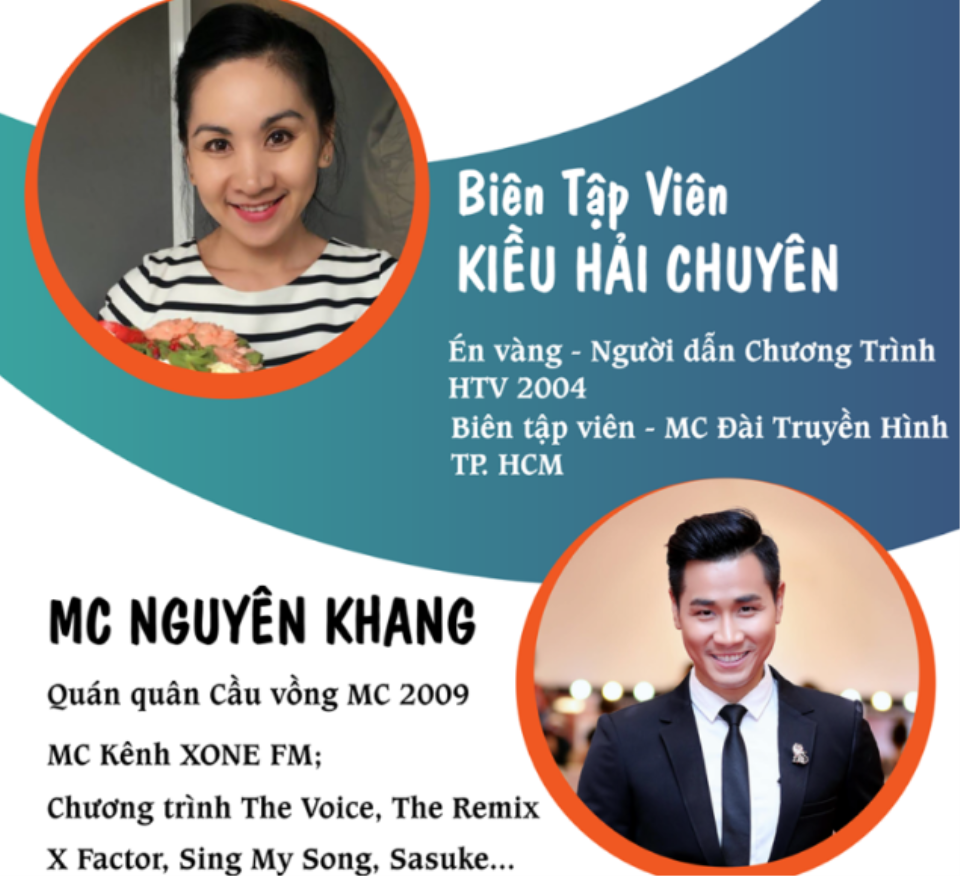 Biên Tập Viên
KIỀU HẢI CHUYÊN
Én vàng - Người dẫn Chương Trình
HTV 2004
Biên tập viên - MC Đài Truyền Hình
TP. HCM
MC NGUYÊN KHANG
Quán quân Cầu vồng MC 2009
MC Kênh XONE FM;
Chương trình The Voice, The Remix
X Factor, Sing My Song, Sasuke...